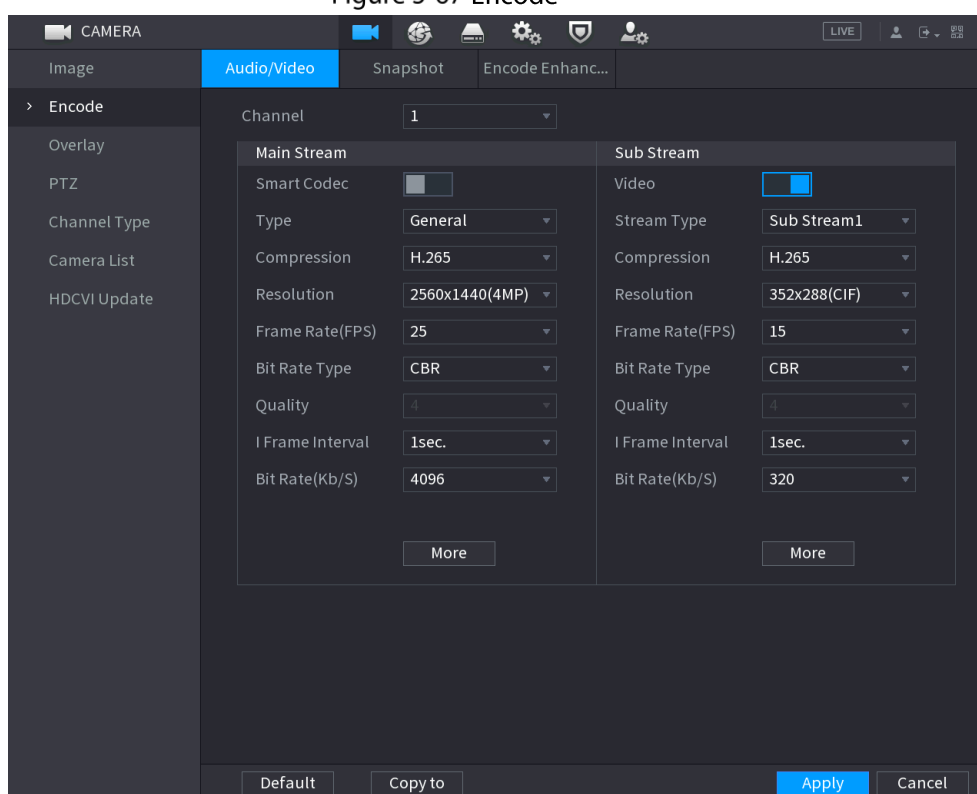 Figure 5-67 Encode
CAMERA
LIVE
Image
Encode
Overlay
PTZ
Channel Type
Camera List
HDCVI Update
Audio/Video Snapshot Encode Enhanc...
Channel 1
Main Stream
Smart Codec
Type General
Compression H.265
Resolution 2560x1440(4MP)
Frame Rate(FPS) 25
Bit Rate Type CBR
Quality 4
I Frame Interval 1sec.
Bit Rate(Kb/S) 4096
More
Sub Stream
Video
Stream Type Sub Stream1
Compression H.265
Resolution 352x288(CIF)
Frame Rate(FPS) 15
Bit Rate Type CBR
Quality 4
I Frame Interval 1sec.
Bit Rate(Kb/S) 320
More
Default Copy to Apply Cancel